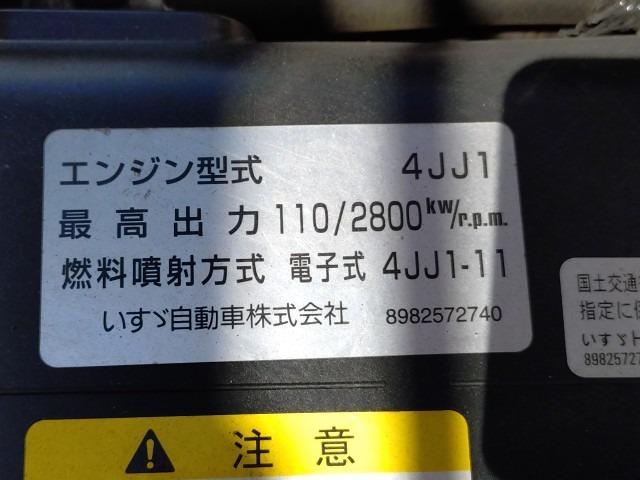 エンジン型式 4JJ1
最高出力 110/2800 kw/r.p.m.
燃料噴射方式 電子式 4JJ1-11
いすゞ自動車株式会社 8982572740
国土交通
指定に
いすゞト
8982572
注意